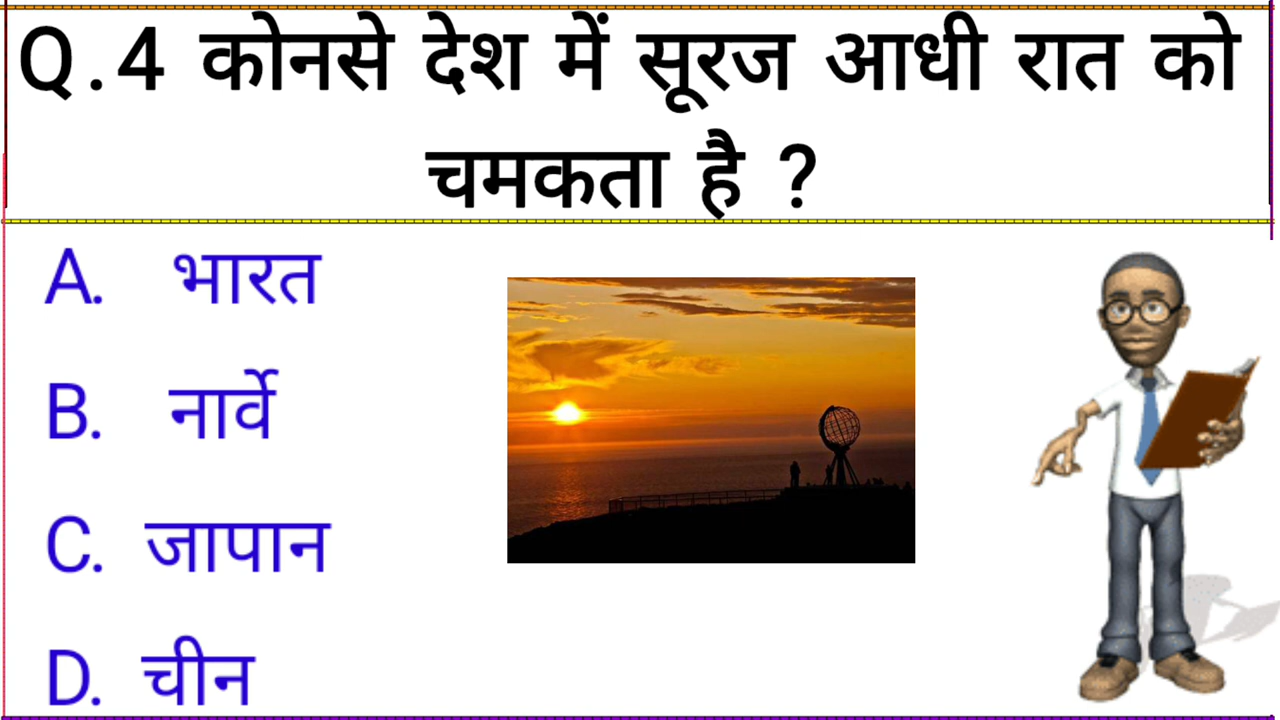 Q.4 कोनसे देश में सूरज आधी रात को
चमकता है ?
A. भारत
B. नार्वे
C. जापान
D. चीन